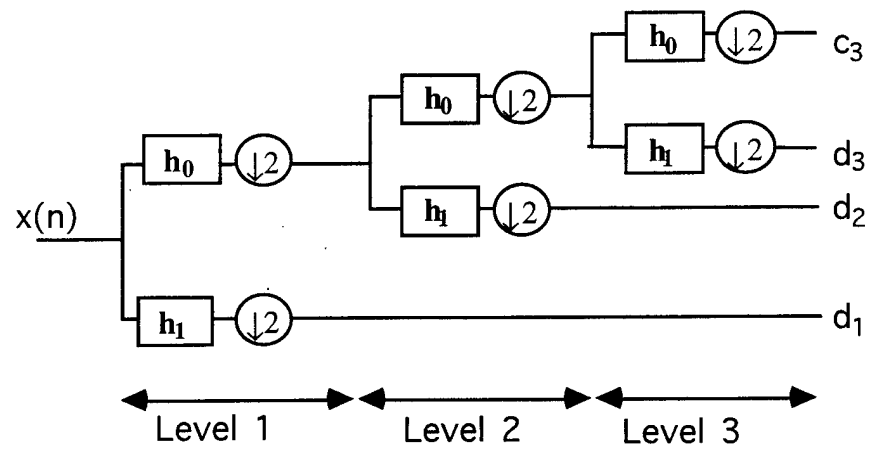 h₀ ↓2 c₃
h₀ ↓2
h₁ ↓2 d₃
h₀ ↓2
h₁ ↓2 d₂
x(n)
h₁ ↓2 d₁
Level 1 Level 2 Level 3